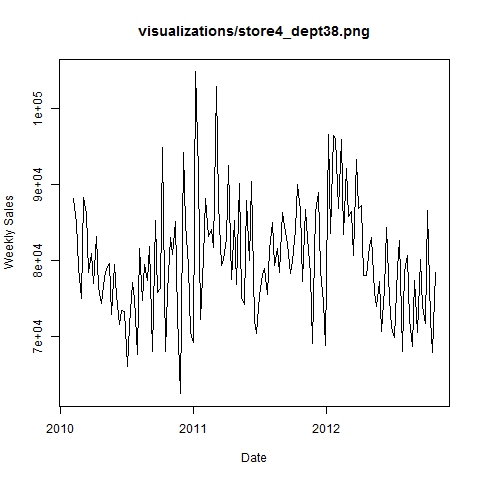 visualizations/store4_dept38.png
Weekly Sales
1e+05
9e+04
8e+04
7e+04
2010
2011
2012
Date